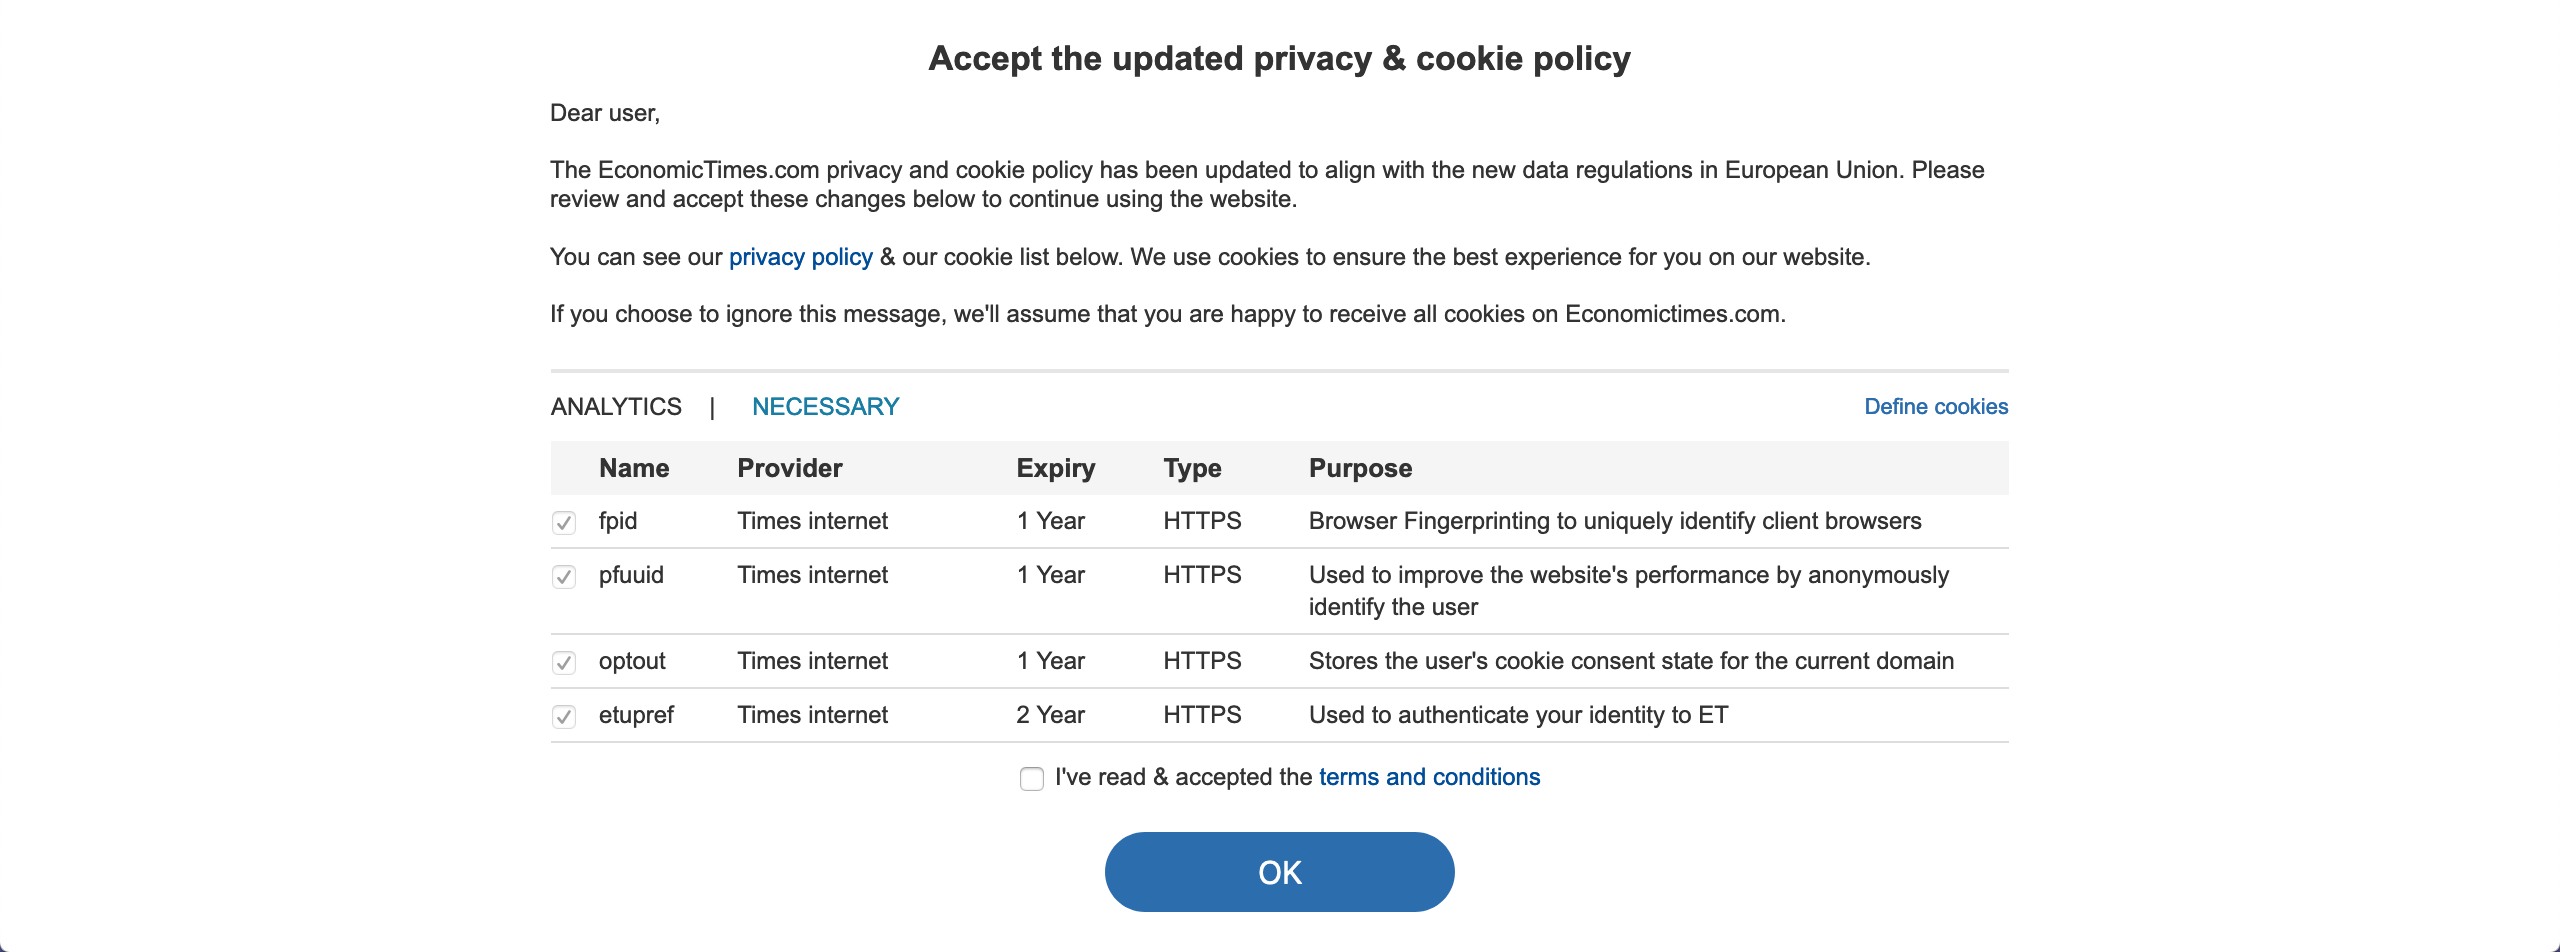 Accept the updated privacy & cookie policy
Dear user,
The EconomicTimes.com privacy and cookie policy has been updated to align with the new data regulations in European Union. Please
review and accept these changes below to continue using the website.
You can see our privacy policy & our cookie list below. We use cookies to ensure the best experience for you on our website.
If you choose to ignore this message, we'll assume that you are happy to receive all cookies on Economictimes.com.
ANALYTICS | NECESSARY Define cookies
Name Provider Expiry Type Purpose
fpid Times internet 1 Year HTTPS Browser Fingerprinting to uniquely identify client browsers
pfuuid Times internet 1 Year HTTPS Used to improve the website's performance by anonymously
identify the user
optout Times internet 1 Year HTTPS Stores the user's cookie consent state for the current domain
etupref Times internet 2 Year HTTPS Used to authenticate your identity to ET
I've read & accepted the terms and conditions
OK